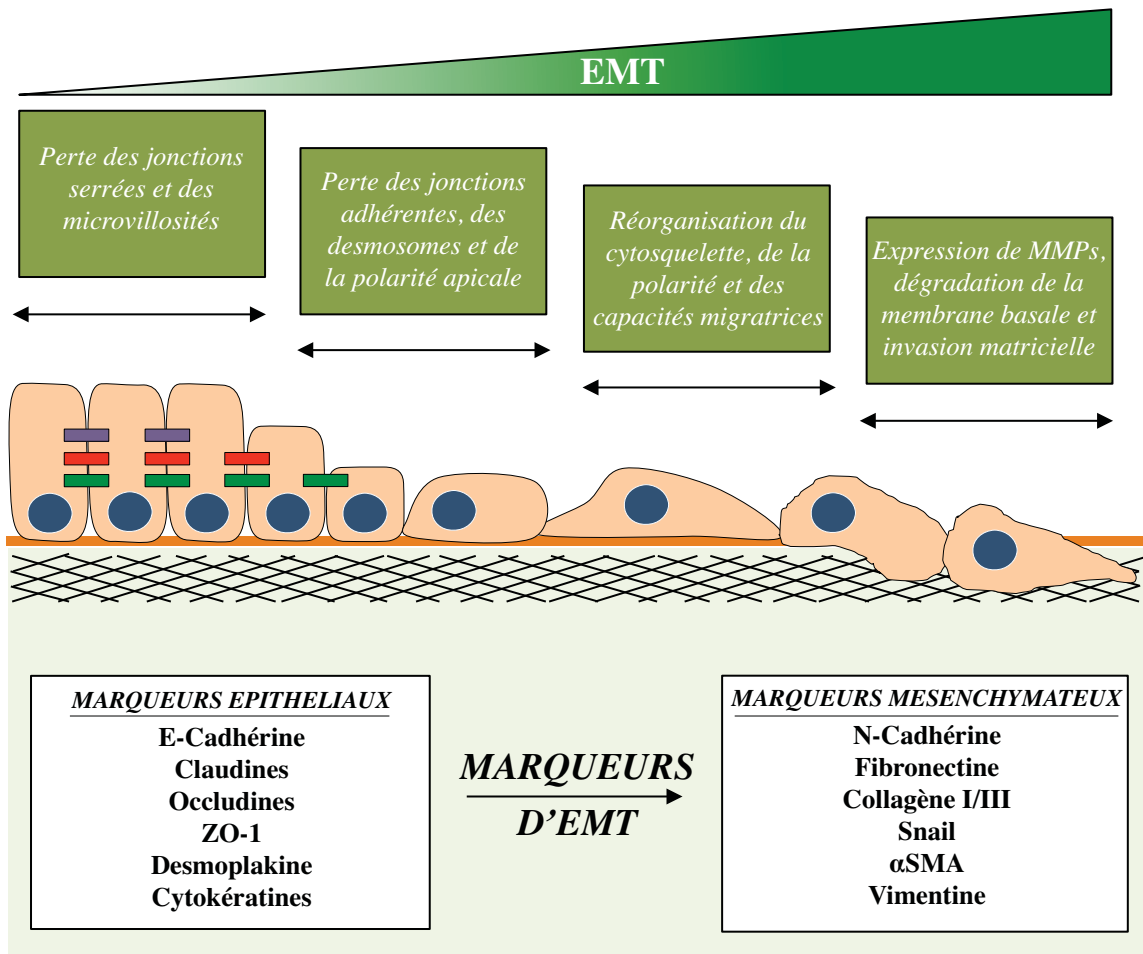 EMT
Perte des jonctions
serrées et des
microvillosités
Perte des jonctions
adhérentes, des
desmosomes et de
la polarité apicale
Réorganisation du
cytosquelette, de la
polarité et des
capacités migratrices
Expression de MMPs,
dégradation de la
membrane basale et
invasion matricielle
MARQUEURS EPITHELIAUX
E-Cadhérine
Claudines
Occludines
ZO-1
Desmoplakine
Cytokératines
MARQUEURS
D’EMT
MARQUEURS MESENCHYMATEUX
N-Cadhérine
Fibronectine
Collagène I/III
Snail
αSMA
Vimentine